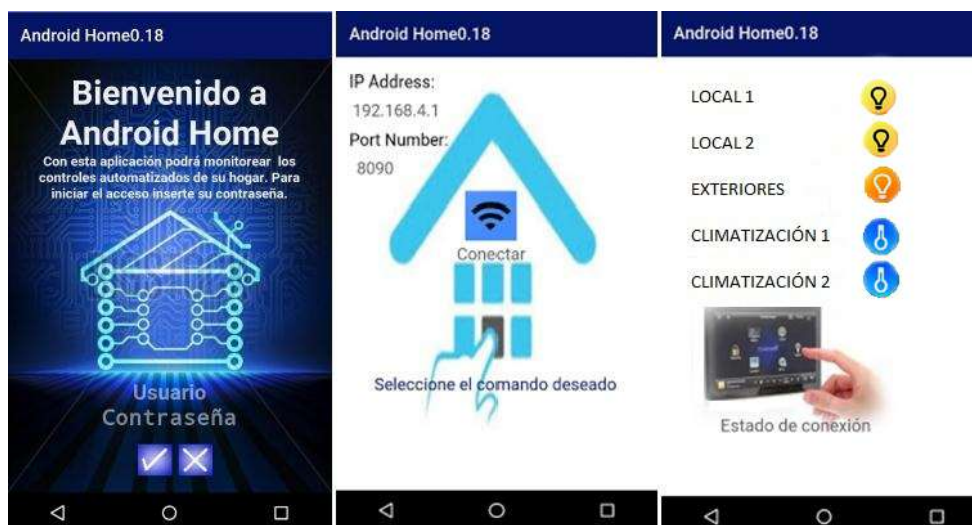 Android Home0.18
Bienvenido a
Android Home
Con esta aplicación podrá monitorear los
controles automatizados de su hogar. Para
iniciar el acceso inserte su contraseña.
Usuario
Contraseña
Android Home0.18
IP Address:
192.168.4.1
Port Number:
8090
Conectar
Seleccione el comando deseado
Android Home0.18
LOCAL 1
LOCAL 2
EXTERIORES
CLIMATIZACIÓN 1
CLIMATIZACIÓN 2
Estado de conexión